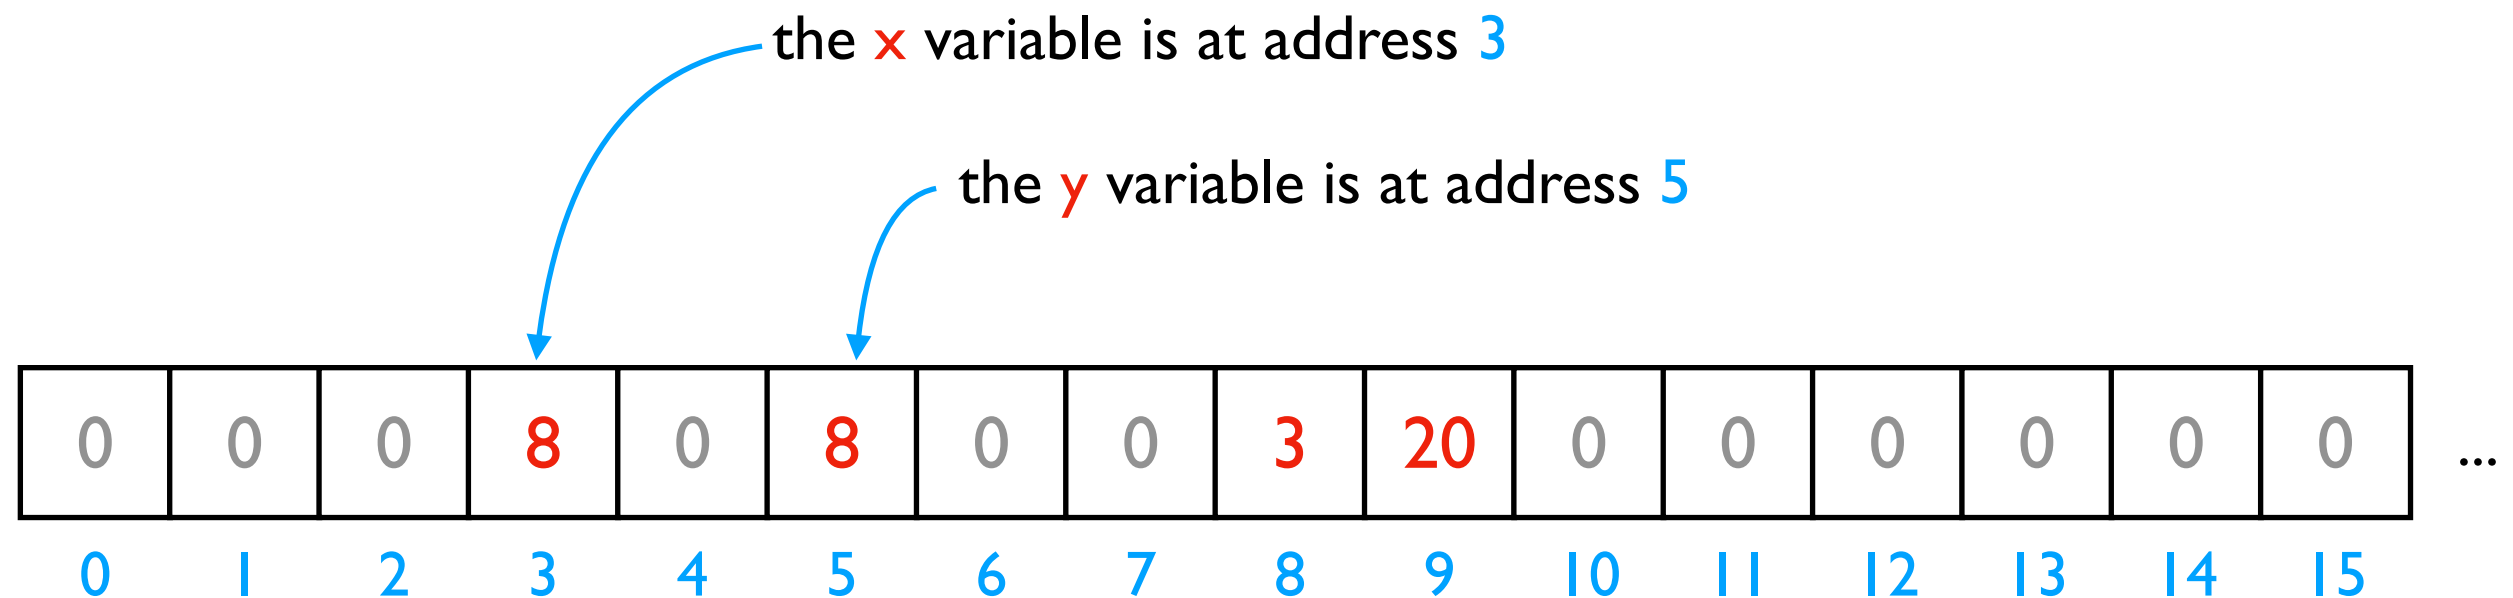 the x variable is at address 3
the y variable is at address 5
0 0 0 8 0 8 0 0 3 20 0 0 0 0 0 0 ...
0 1 2 3 4 5 6 7 8 9 10 11 12 13 14 15